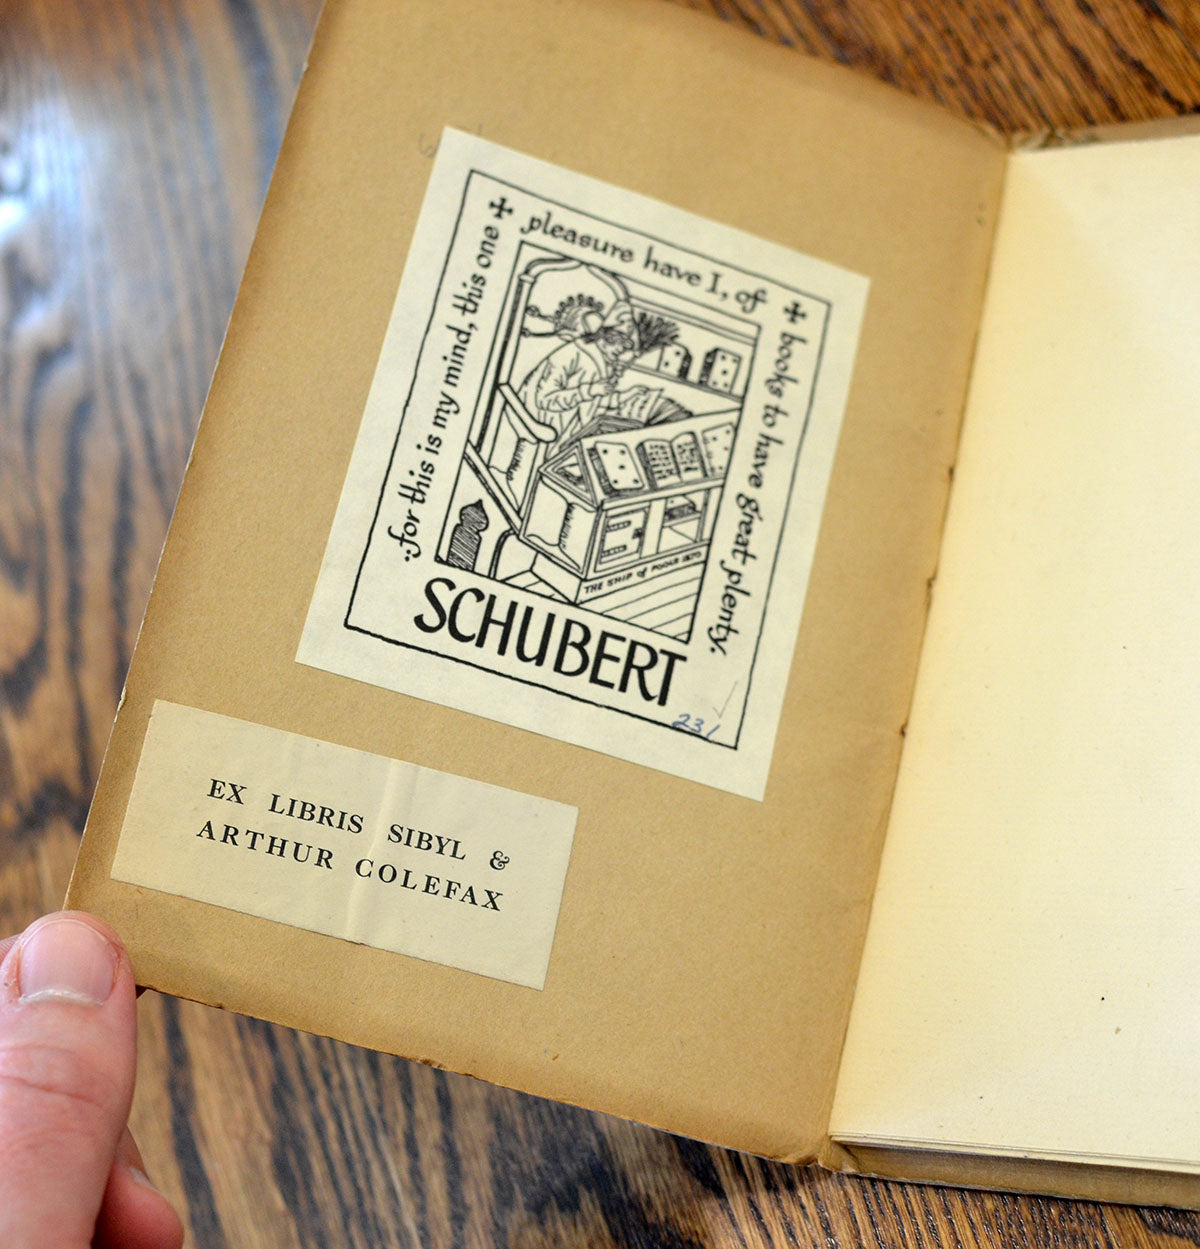 ..for this is my mind, this one
pleasure have I, of
books to have great plenty.
THE SHIP of FOOLS 1570
SCHUBERT
231
EX LIBRIS SIBYL &
ARTHUR COLEFAX